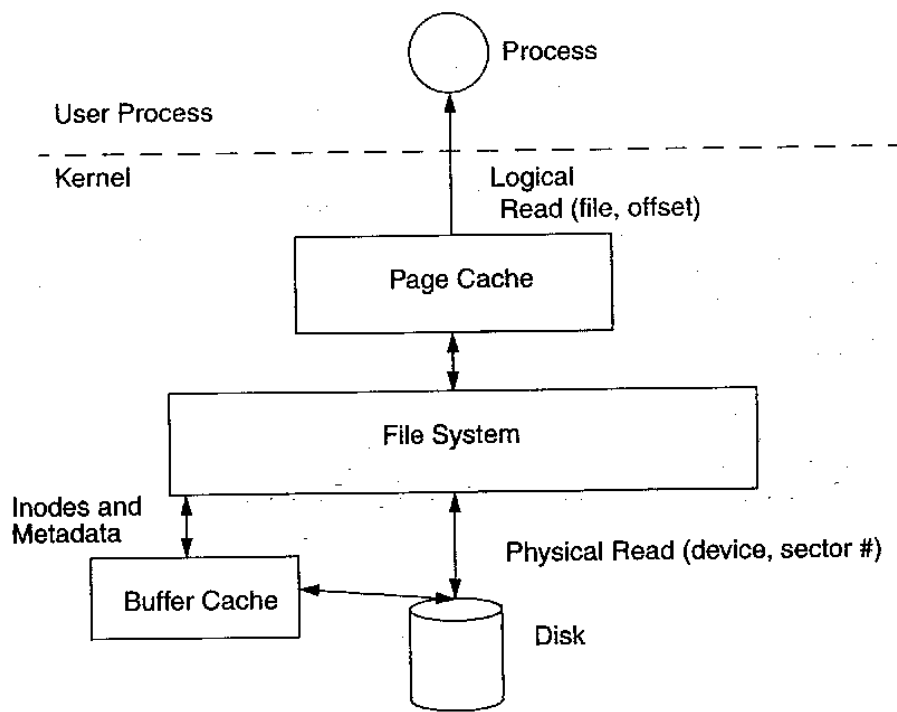 Process
User Process
Kernel
Logical
Read (file, offset)
Page Cache
File System
Inodes and
Metadata
Physical Read (device, sector #)
Buffer Cache
Disk